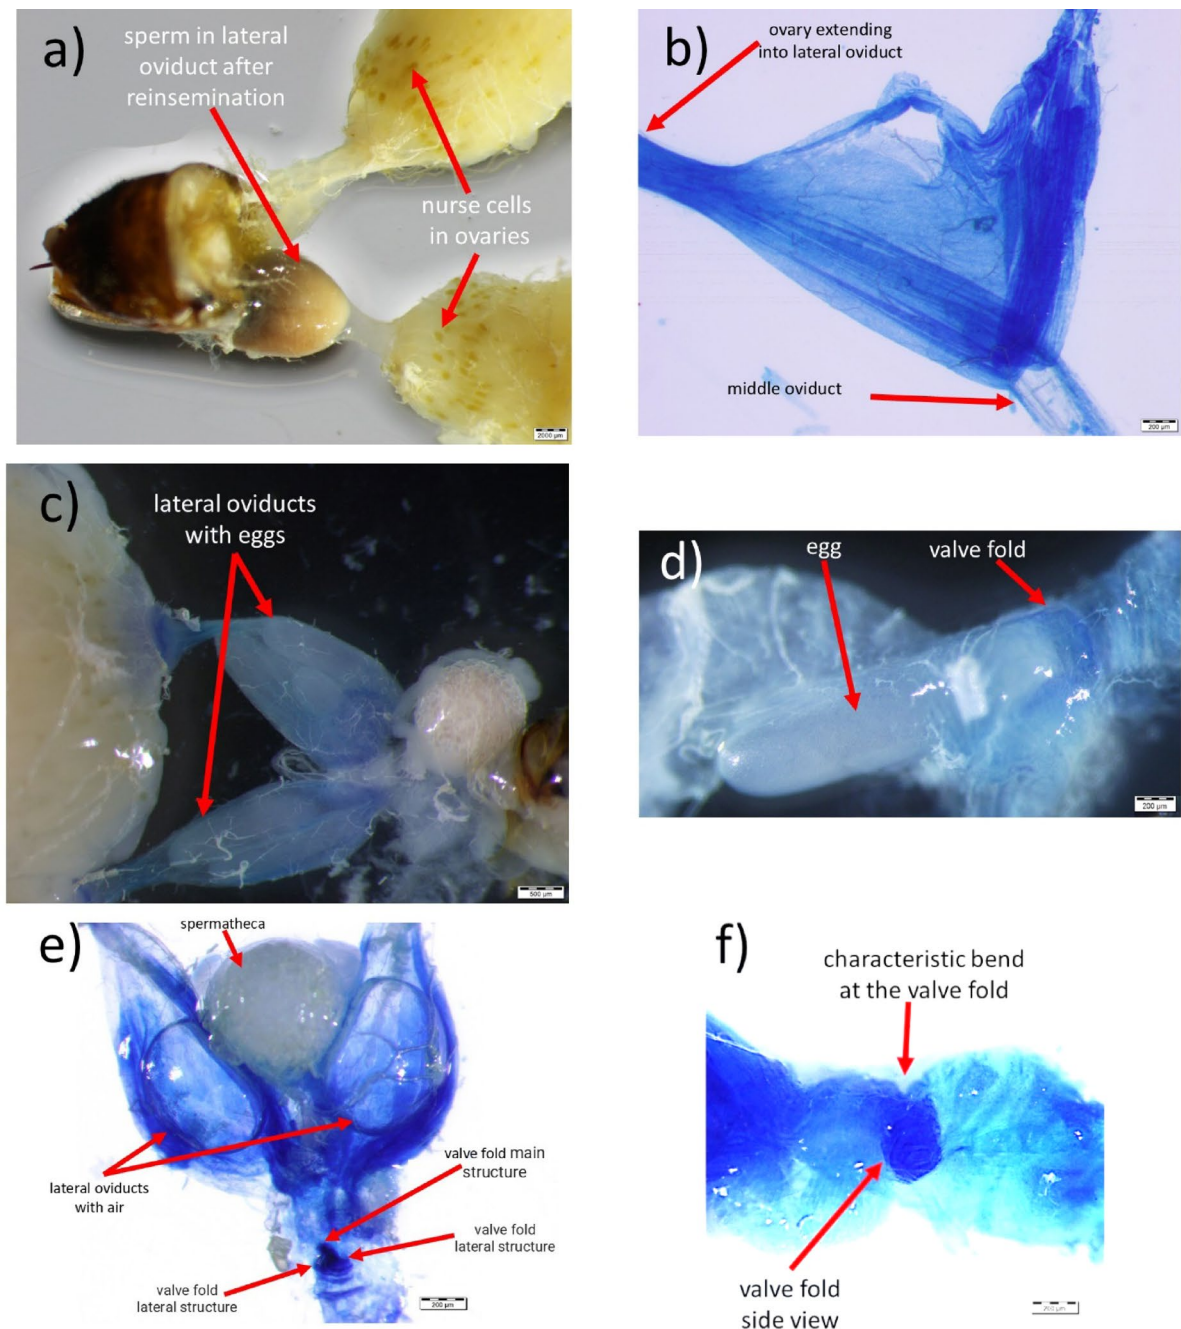 a)
sperm in lateral
oviduct after
reinsemination
nurse cells
in ovaries
2000 µm
b)
ovary extending
into lateral oviduct
middle oviduct
200 µm
c)
lateral oviducts
with eggs
500 µm
d)
egg
valve fold
200 µm
e)
spermatheca
lateral oviducts
with air
valve fold main
structure
valve fold
lateral structure
valve fold
lateral structure
200 µm
f)
characteristic bend
at the valve fold
valve fold
side view
200 µm